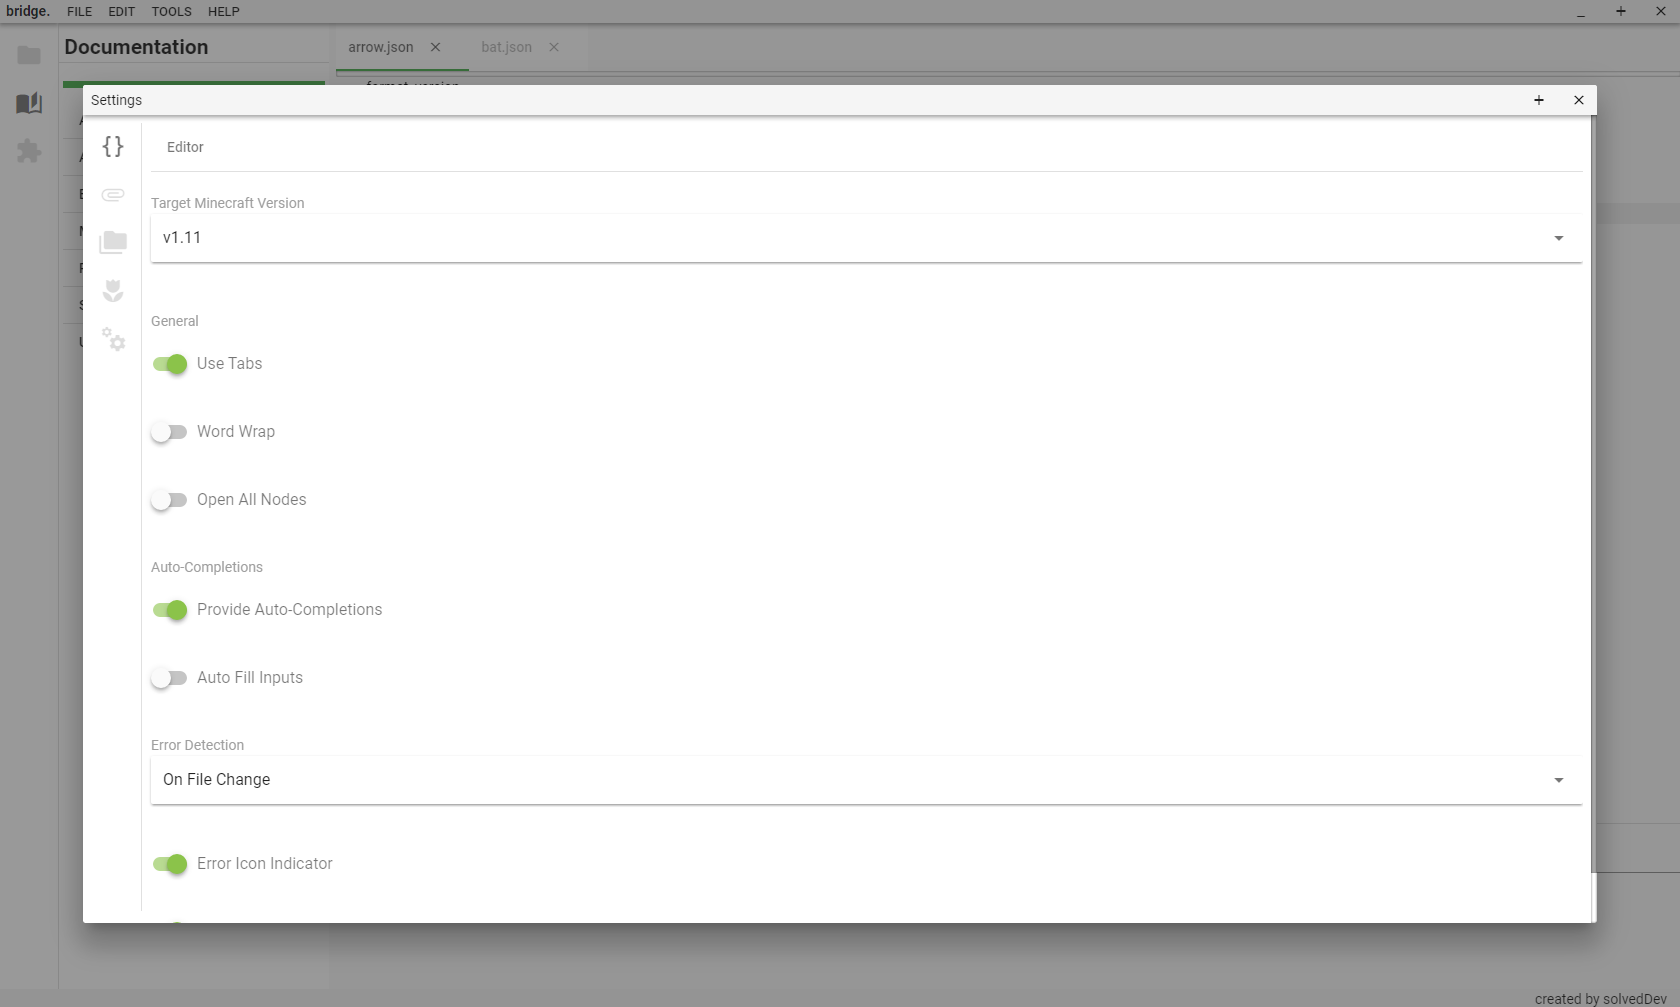 bridge. FILE EDIT TOOLS HELP
Documentation
arrow.json bat.json
Settings
{} Editor
Target Minecraft Version
v1.11
General
Use Tabs
Word Wrap
Open All Nodes
Auto-Completions
Provide Auto-Completions
Auto Fill Inputs
Error Detection
On File Change
Error Icon Indicator
created by solvedDev